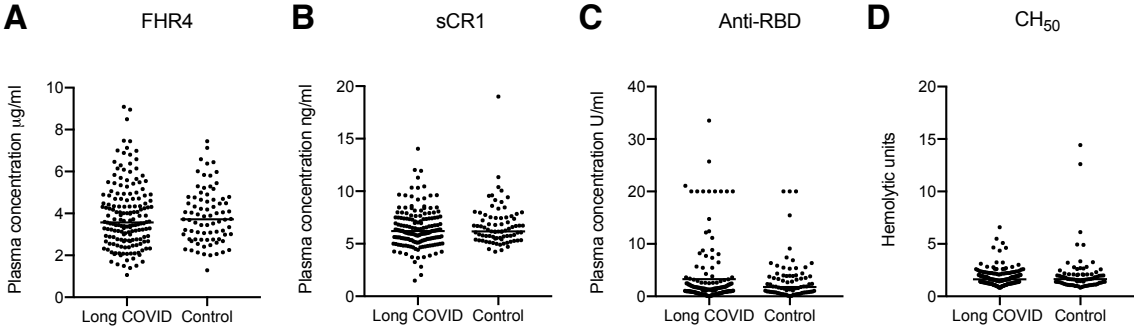 A FHR4
Plasma concentration μg/ml
10
8
6
4
2
0
Long COVID Control
B sCR1
Plasma concentration ng/ml
20
15
10
5
0
Long COVID Control
C Anti-RBD
Plasma concentration U/ml
40
30
20
10
0
Long COVID Control
D CH50
Hemolytic units
20
15
10
5
0
Long COVID Control